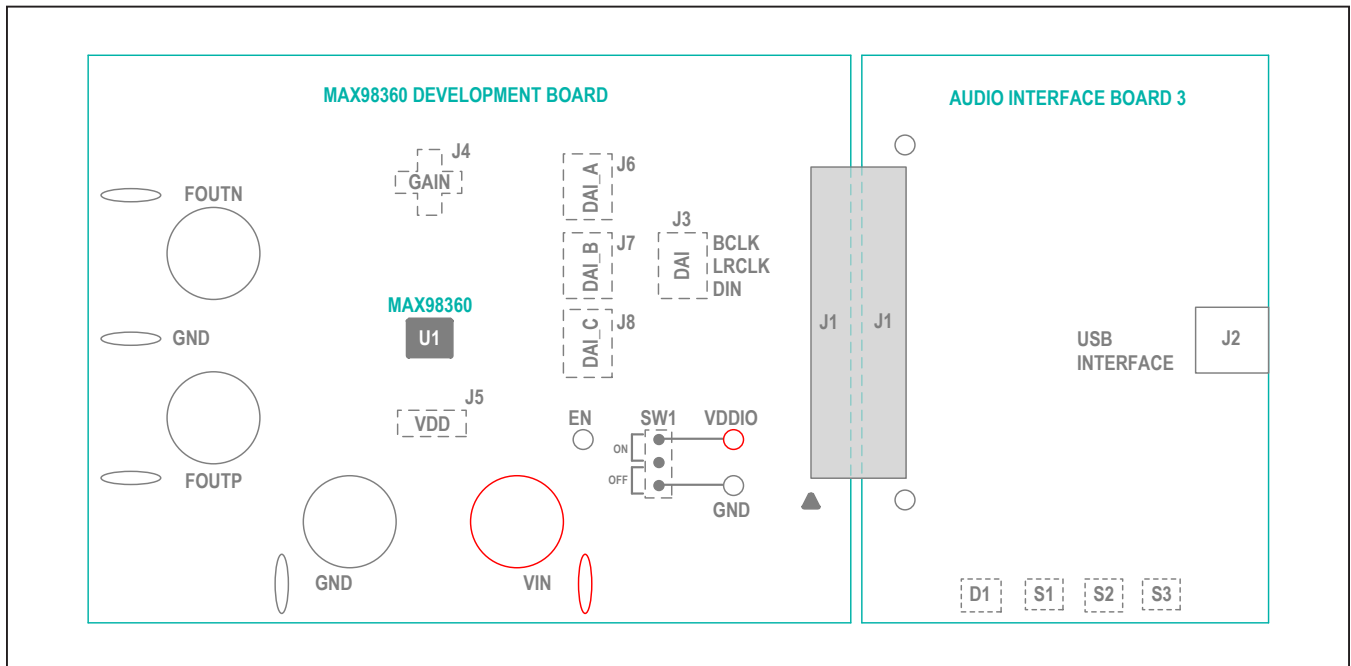 MAX98360 DEVELOPMENT BOARD
AUDIO INTERFACE BOARD 3
J4
GAIN
J6
DAI_A
FOUTN
J3
J7
DAI_B
DAI
BCLK
LRCLK
DIN
MAX98360
U1
GND
J8
DAI_C
J1
J1
USB
INTERFACE
J2
J5
VDD
EN
SW1
VDDIO
ON
OFF
FOUTP
GND
GND
VIN
D1
S1
S2
S3